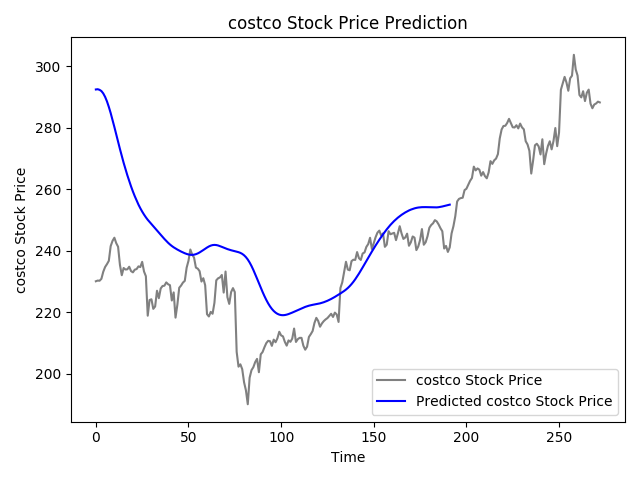 costco Stock Price Prediction
costco Stock Price
300
280
260
240
220
200
0
50
100
150
200
250
Time
costco Stock Price
Predicted costco Stock Price